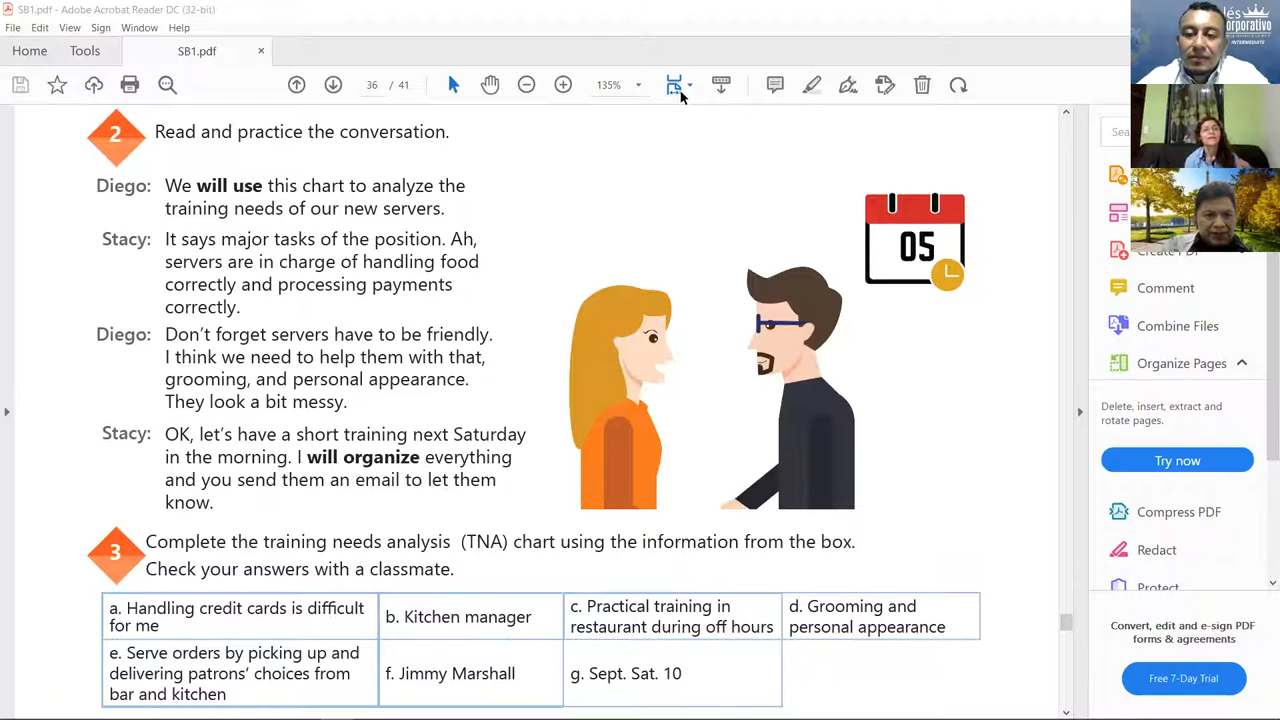 SB1.pdf - Adobe Acrobat Reader DC (32-bit)
File Edit View Sign Window Help
Home Tools SB1.pdf ×
36 / 41 135%
2 Read and practice the conversation.
Diego: We will use this chart to analyze the
training needs of our new servers.
Stacy: It says major tasks of the position. Ah,
servers are in charge of handling food
correctly and processing payments
correctly.
Diego: Don't forget servers have to be friendly.
I think we need to help them with that,
grooming, and personal appearance.
They look a bit messy.
Stacy: OK, let's have a short training next Saturday
in the morning. I will organize everything
and you send them an email to let them
know.
05
3 Complete the training needs analysis (TNA) chart using the information from the box.
Check your answers with a classmate.
a. Handling credit cards is difficult
for me
b. Kitchen manager
c. Practical training in
restaurant during off hours
d. Grooming and
personal appearance
e. Serve orders by picking up and
delivering patrons' choices from
bar and kitchen
f. Jimmy Marshall
g. Sept. Sat. 10
Sea
Create PDF
Comment
Combine Files
Organize Pages
Delete, insert, extract and
rotate pages.
Try now
Compress PDF
Redact
Protect
Convert, edit and e-sign PDF
forms & agreements
Free 7-Day Trial
lés
orporativo
INTERMEDIATE